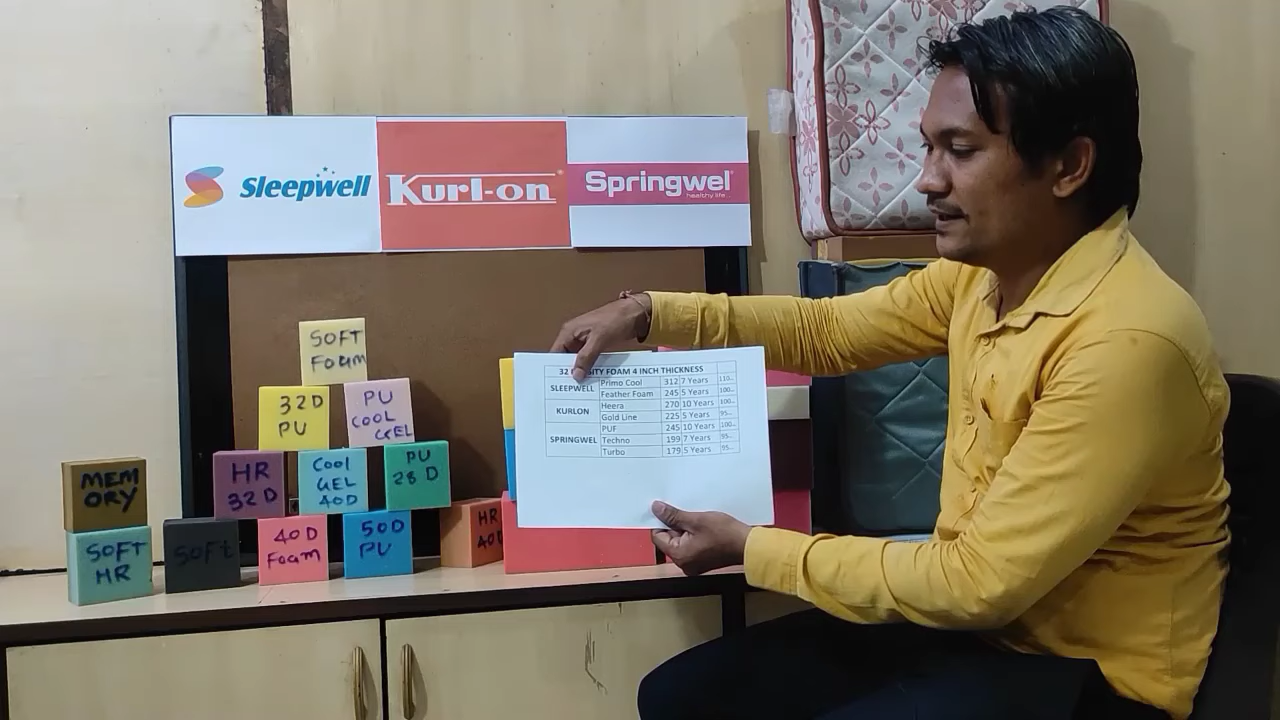 Sleepwell
Kurl-on
Springwel
healthy life
SOFT
FOAM
32D
PU
PU
COOL
GEL
HR
32D
COOL
GEL
40D
PU
28D
MEM
ORY
SOFT
HR
SOFT
40D
Foam
50D
PU
HR
32 FOAM 4 INCH THICKNESS
SLEEPWELL Primo Cool 312 7 Years
Feather Foam 245 5 Years
KURLON Heera 270 10 Years
Gold Line 225 5 Years
SPRINGWEL PUF 245 10 Years
Techno 199 7 Years
Turbo 179 5 Years